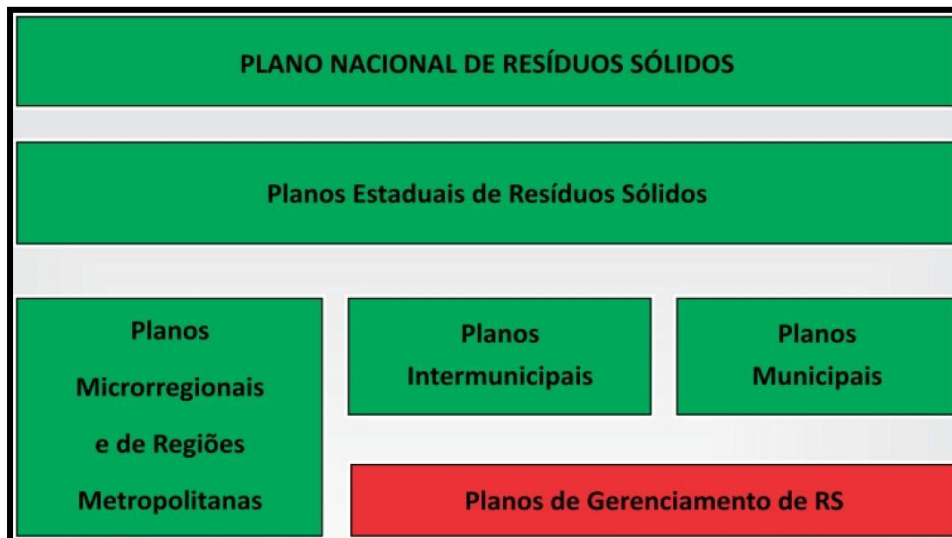 PLANO NACIONAL DE RESÍDUOS SÓLIDOS
Planos Estaduais de Resíduos Sólidos
Planos
Microrregionais
e de Regiões
Metropolitanas
Planos
Intermunicipais
Planos
Municipais
Planos de Gerenciamento de RS